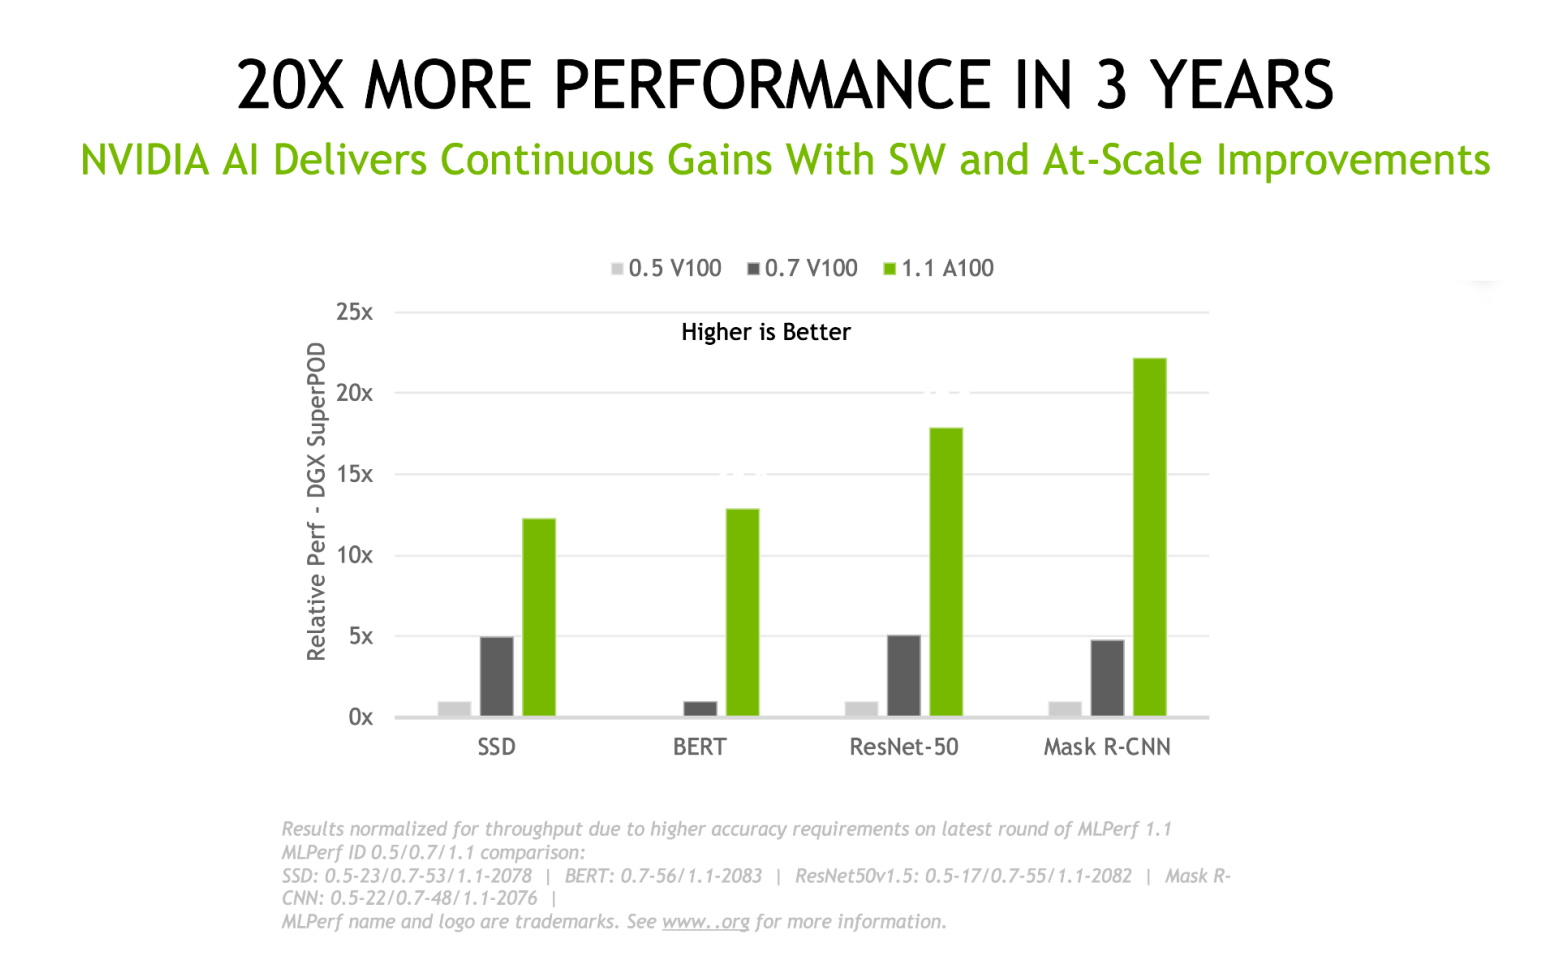 20X MORE PERFORMANCE IN 3 YEARS
NVIDIA AI Delivers Continuous Gains With SW and At-Scale Improvements
0.5 V100 0.7 V100 1.1 A100
Higher is Better
Relative Perf - DGX SuperPOD
25x
20x
15x
10x
5x
0x
SSD BERT ResNet-50 Mask R-CNN
Results normalized for throughput due to higher accuracy requirements on latest round of MLPerf 1.1
MLPerf ID 0.5/0.7/1.1 comparison:
SSD: 0.5-23/0.7-53/1.1-2078 | BERT: 0.7-56/1.1-2083 | ResNet50v1.5: 0.5-17/0.7-55/1.1-2082 | Mask R-
CNN: 0.5-22/0.7-48/1.1-2076 |
MLPerf name and logo are trademarks. See www..org for more information.